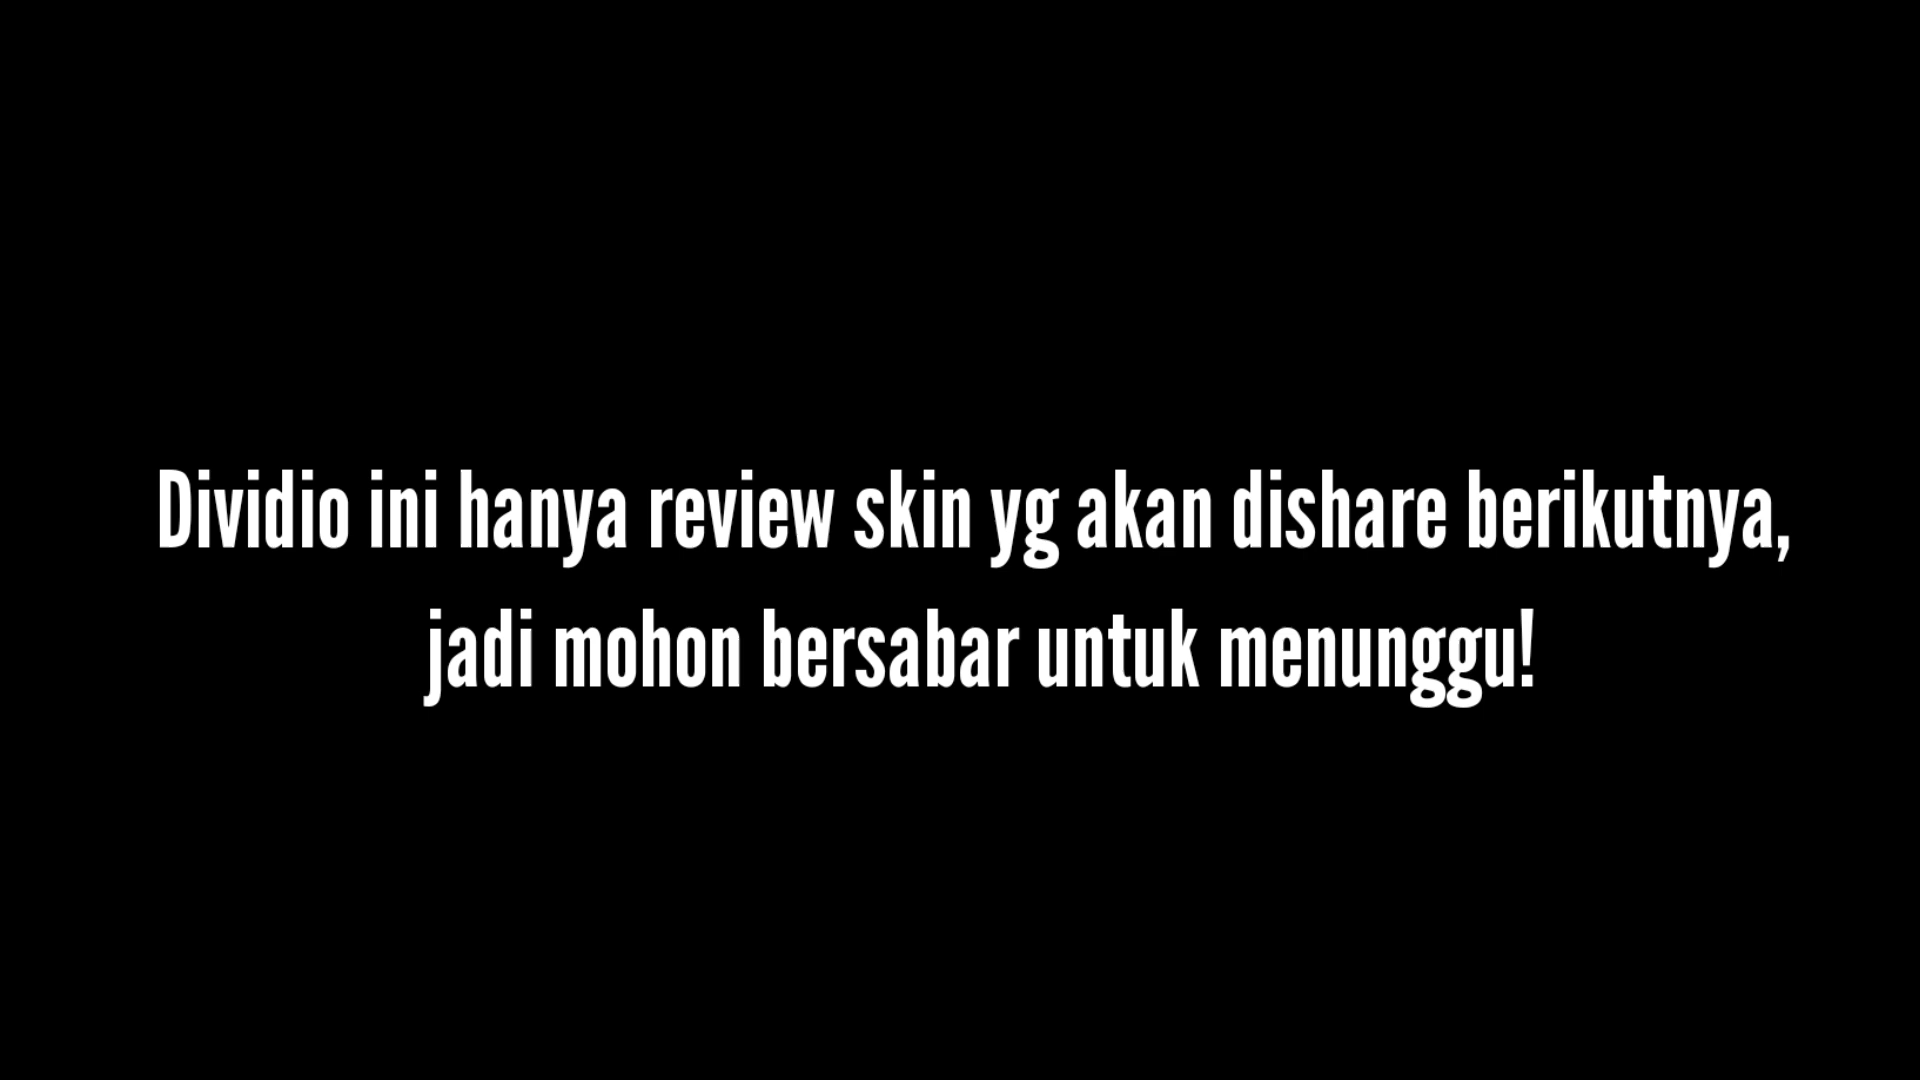 Dividio ini hanya review skin yg akan dishare berikutnya,
jadi mohon bersabar untuk menunggu!